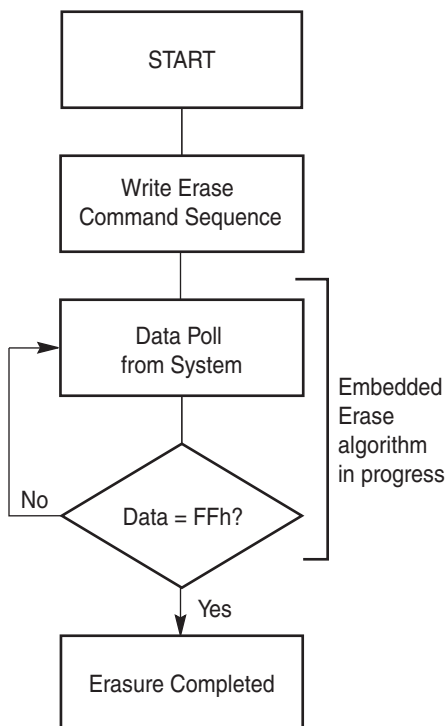 START
Write Erase
Command Sequence
Data Poll
from System
Embedded
Erase
algorithm
in progress
No
Data = FFh?
Yes
Erasure Completed